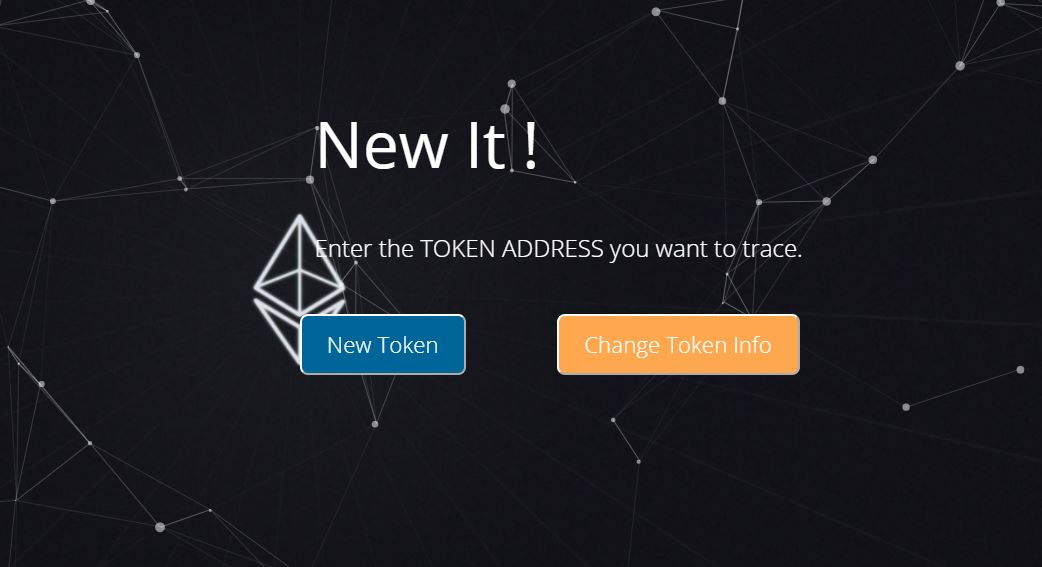 New It !
Enter the TOKEN ADDRESS you want to trace.
New Token
Change Token Info